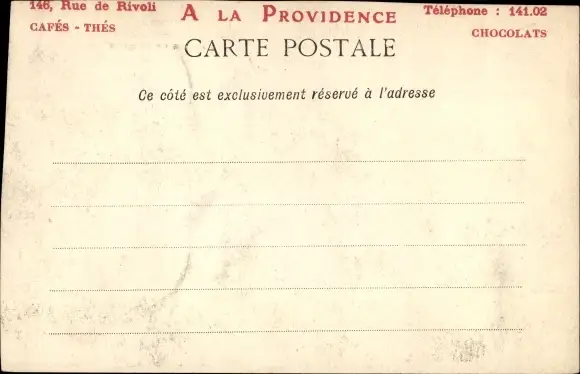 146, Rue de Rivoli A LA PROVIDENCE Téléphone : 141.02
CAFÉS - THÉS CHOCOLATS
CARTE POSTALE
Ce côté est exclusivement réservé à l'adresse